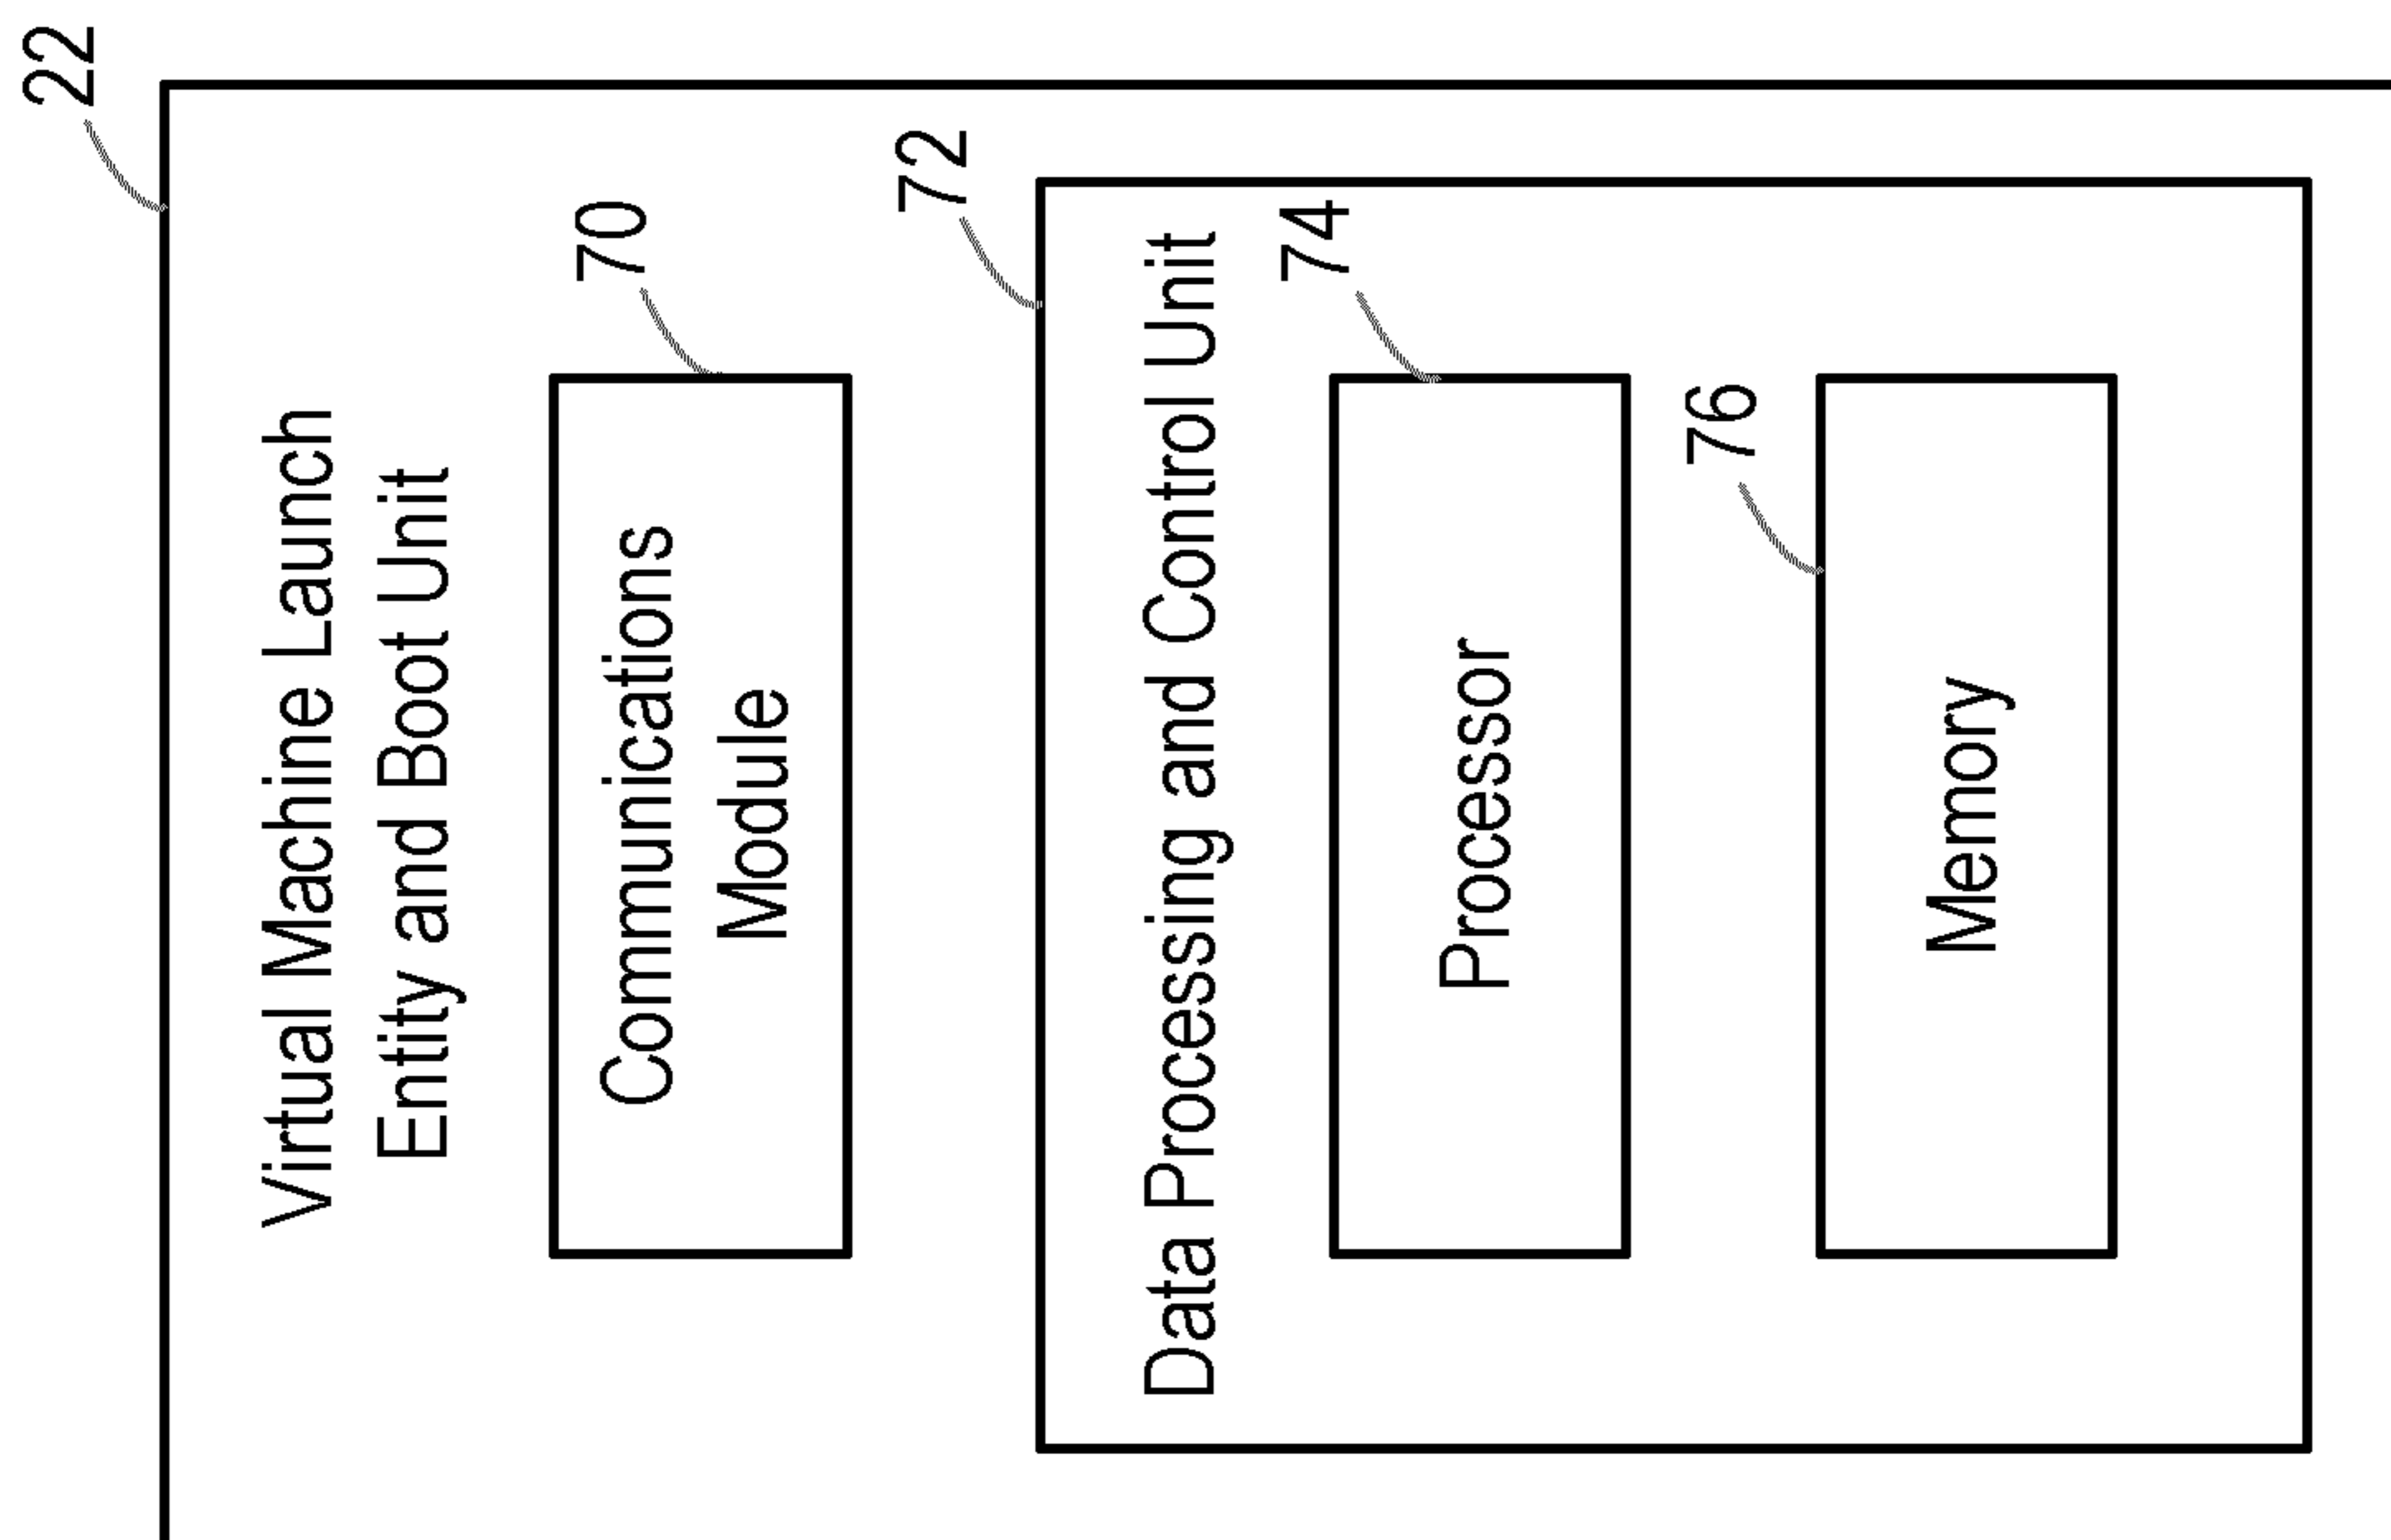 22
Virtual Machine Launch
Entity and Boot Unit
70
Communications
Module
72
Data Processing and Control Unit
74
Processor
76
Memory